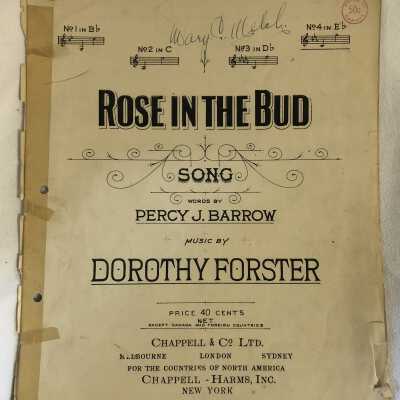 No 1 IN B♭
No 2 IN C
No 3 IN D♭
No 4 IN E♭
50¢
Mary C.
ROSE IN THE BUD
SONG
WORDS BY
PERCY J. BARROW
MUSIC BY
DOROTHY FORSTER
PRICE 40 CENTS
NET
EXCEPT CANADA AND FOREIGN COUNTRIES
CHAPPELL & CO. LTD.
MELBOURNE LONDON SYDNEY
FOR THE COUNTRIES OF NORTH AMERICA
CHAPPELL - HARMS, INC.
NEW YORK